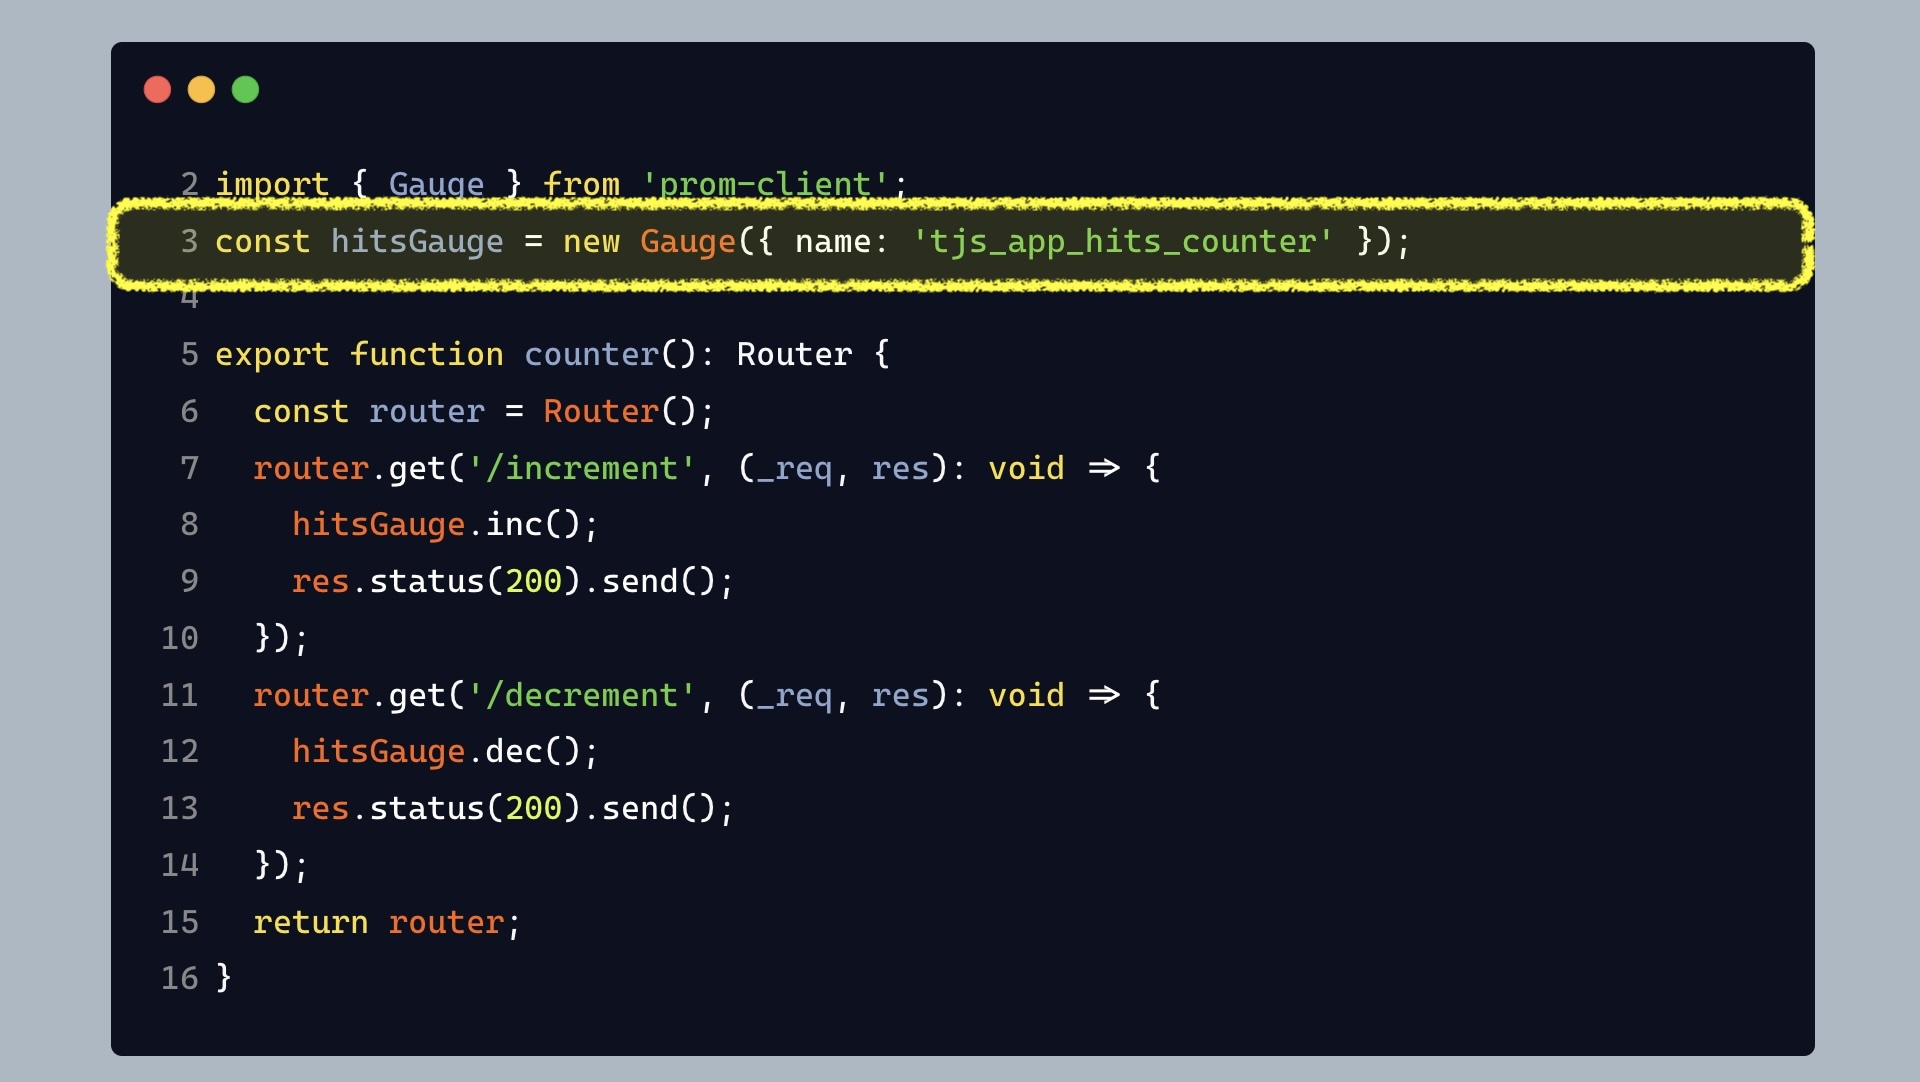 2 import { Gauge } from 'prom-client';
3 const hitsGauge = new Gauge({ name: 'tjs_app_hits_counter' });
4
5 export function counter(): Router {
6   const router = Router();
7   router.get('/increment', (_req, res): void => {
8     hitsGauge.inc();
9     res.status(200).send();
10   });
11   router.get('/decrement', (_req, res): void => {
12     hitsGauge.dec();
13     res.status(200).send();
14   });
15   return router;
16 }